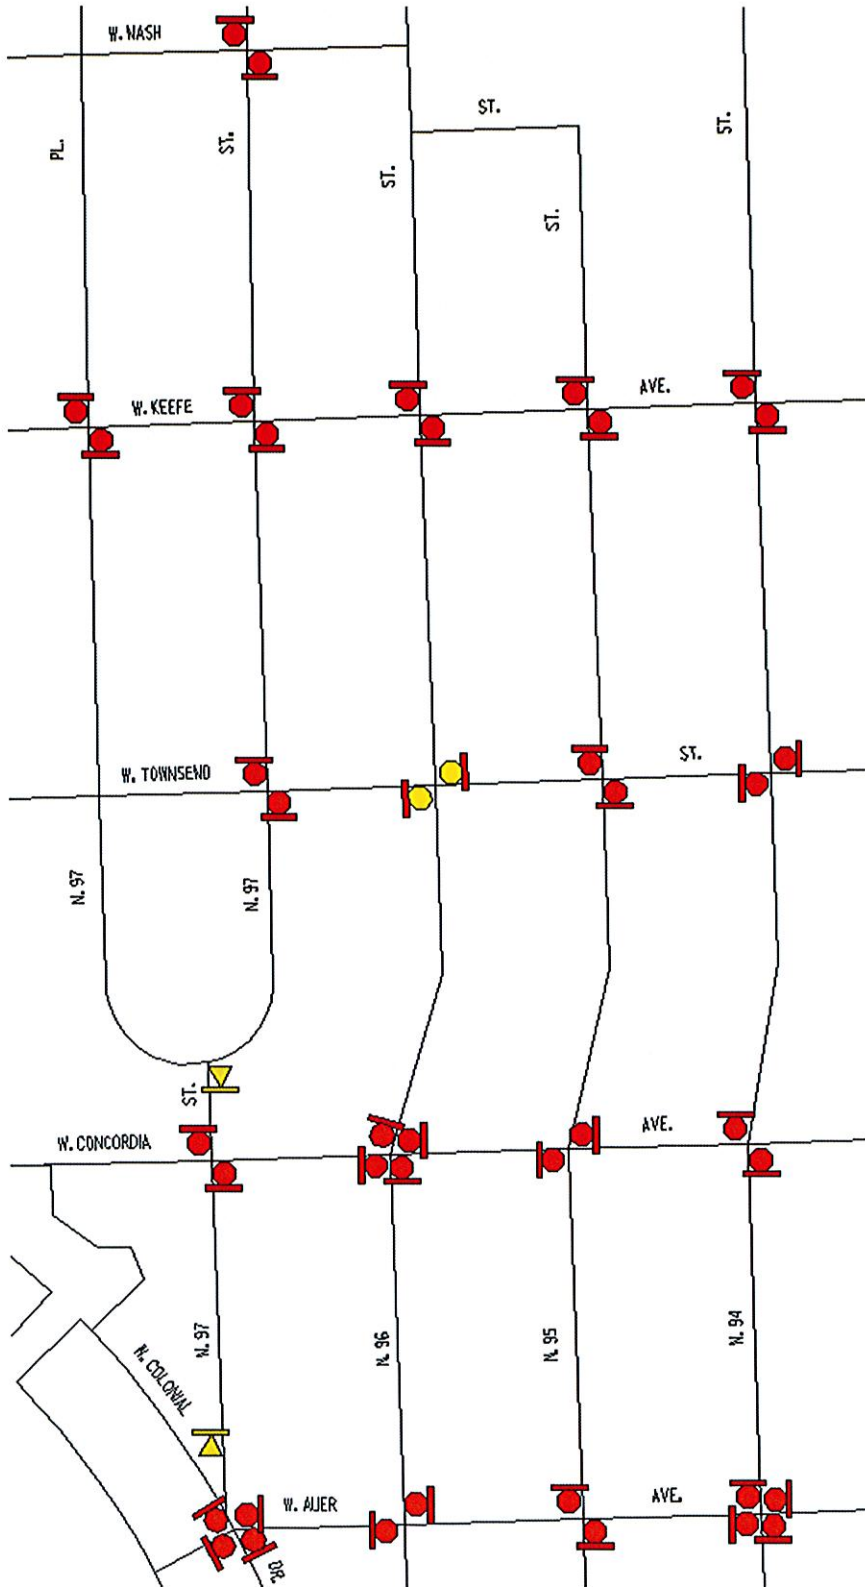 W. NASH
ST.
PL.
ST.
ST.
ST.
ST.
W. KEEFE
AVE.
W. TOWNSEND
ST.
N. 97
N. 97
ST.
W. CONCORDIA
AVE.
N. 97
N. 96
N. 95
N. 94
N. COLONIAL
W. AUER
AVE.
DR.